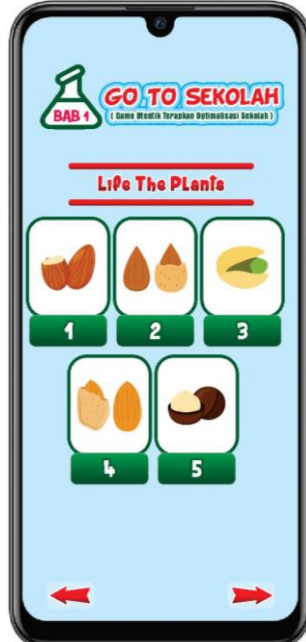 BAB 1
GO TO SEKOLAH
( Game Otentik Terapkan Optimalisasi Sekolah )
Life The Plants
1 2 3
4 5